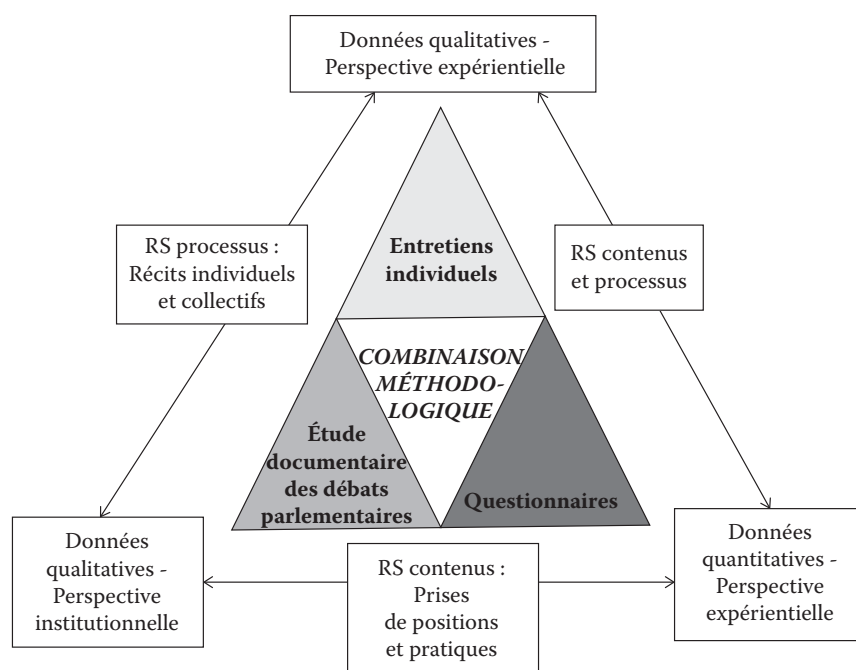 Données qualitatives -
Perspective expérientielle
RS processus :
Récits individuels
et collectifs
Entretiens
individuels
RS contenus
et processus
COMBINAISON
MÉTHODO-
LOGIQUE
Étude
documentaire
des débats
parlementaires
Questionnaires
Données
qualitatives -
Perspective
institutionnelle
RS contenus :
Prises
de positions
et pratiques
Données
quantitatives -
Perspective
expérientielle